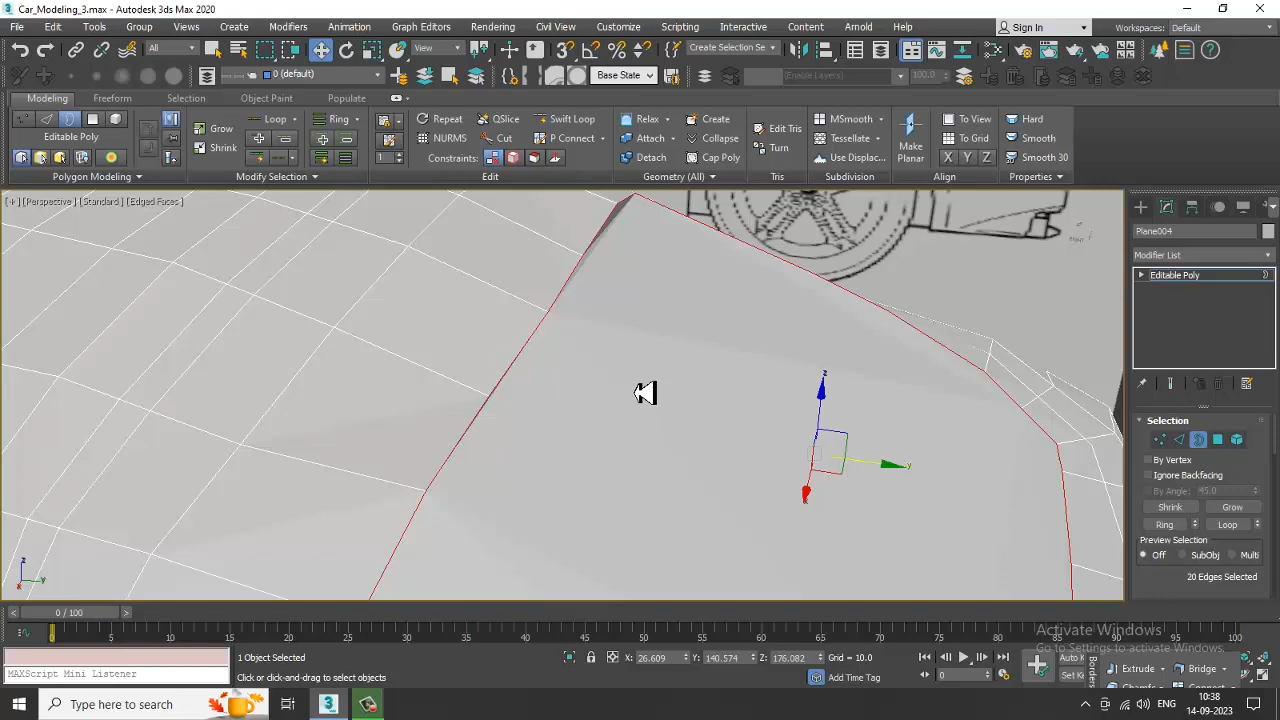 Car_Modeling_3.max - Autodesk 3ds Max 2020
File Edit Tools Group Views Create Modifiers Animation Graph Editors Rendering Civil View Customize Scripting Interactive Content Arnold Help Sign In Workspaces: Default
All View Create Selection Se
0 (default) Base State 100.0
Modeling Freeform Selection Object Paint Populate
Grow Loop Ring Repeat QSlice Swift Loop Relax Create Edit Tris MSmooth To View Hard
Editable Poly Shrink NURMS Cut P Connect Attach Collapse Turn Tessellate Make Planar To Grid Smooth
1 Constraints: Detach Cap Poly Use Displac... X Y Z Smooth 30
Polygon Modeling Modify Selection Edit Geometry (All) Tris Subdivision Align Properties
[+] [Perspective] [Standard] [Edged Faces]
z
y
x
z
y
x
Plane004
Modifier List
Editable Poly
Selection
By Vertex
Ignore Backfacing
By Angle: 45.0
Shrink Grow
Ring Loop
Preview Selection
Off SubObj Multi
20 Edges Selected
0 / 100
0 5 10 15 20 25 30 35 40 45 50 55 60 65 70 75 80 85 90 95 100
Activate Windows
Go to Settings to activate Windows.
1 Object Selected X: 26.609 Y: 140.574 Z: 176.082 Grid = 10.0 Auto K
MAXScript Mini Listener Click or click-and-drag to select objects Add Time Tag 0 Set K
Extrude Bridge
Type here to search
ENG
10:38
14-09-2023